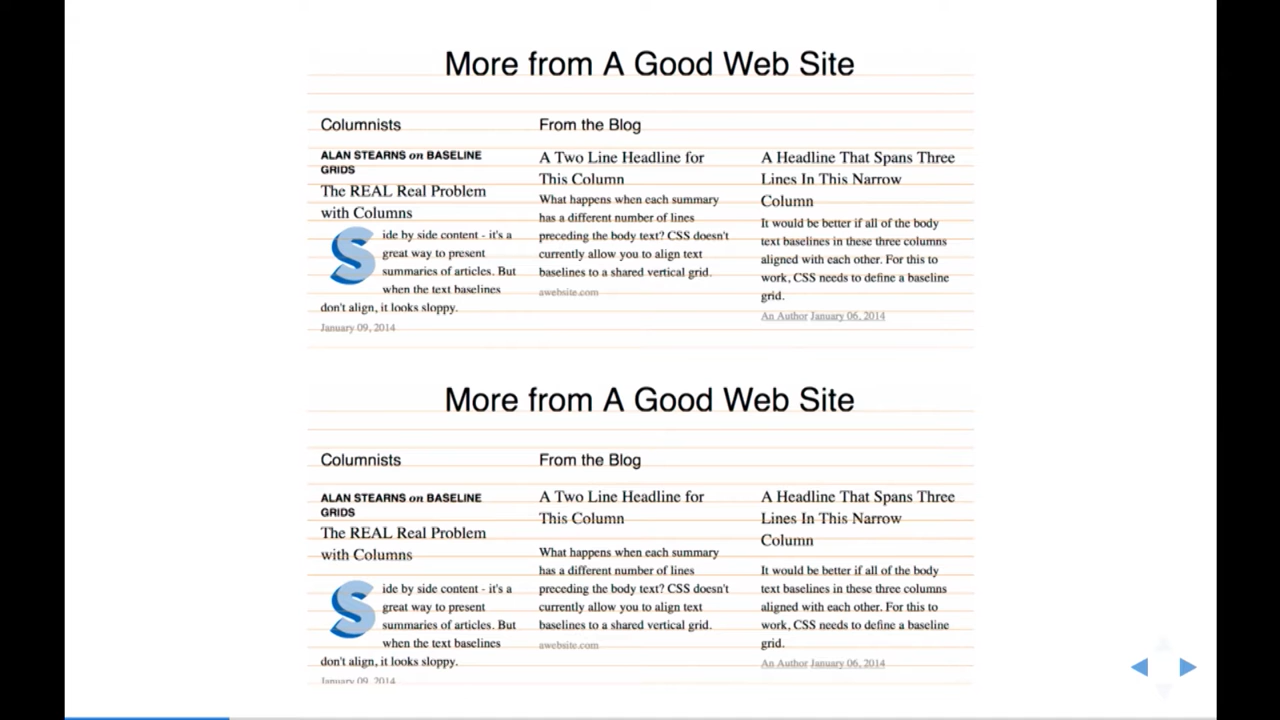 More from A Good Web Site
Columnists
ALAN STEARNS on BASELINE
GRIDS
The REAL Real Problem
with Columns
Side by side content - it's a
great way to present
summaries of articles. But
when the text baselines
don't align, it looks sloppy.
January 09, 2014
From the Blog
A Two Line Headline for
This Column
What happens when each summary
has a different number of lines
preceding the body text? CSS doesn't
currently allow you to align text
baselines to a shared vertical grid.
awebsite.com
A Headline That Spans Three
Lines In This Narrow
Column
It would be better if all of the body
text baselines in these three columns
aligned with each other. For this to
work, CSS needs to define a baseline
grid.
An Author January 06, 2014
More from A Good Web Site
Columnists
ALAN STEARNS on BASELINE
GRIDS
The REAL Real Problem
with Columns
Side by side content - it's a
great way to present
summaries of articles. But
when the text baselines
don't align, it looks sloppy.
January 09, 2014
From the Blog
A Two Line Headline for
This Column
What happens when each summary
has a different number of lines
preceding the body text? CSS doesn't
currently allow you to align text
baselines to a shared vertical grid.
awebsite.com
A Headline That Spans Three
Lines In This Narrow
Column
It would be better if all of the body
text baselines in these three columns
aligned with each other. For this to
work, CSS needs to define a baseline
grid.
An Author January 06, 2014